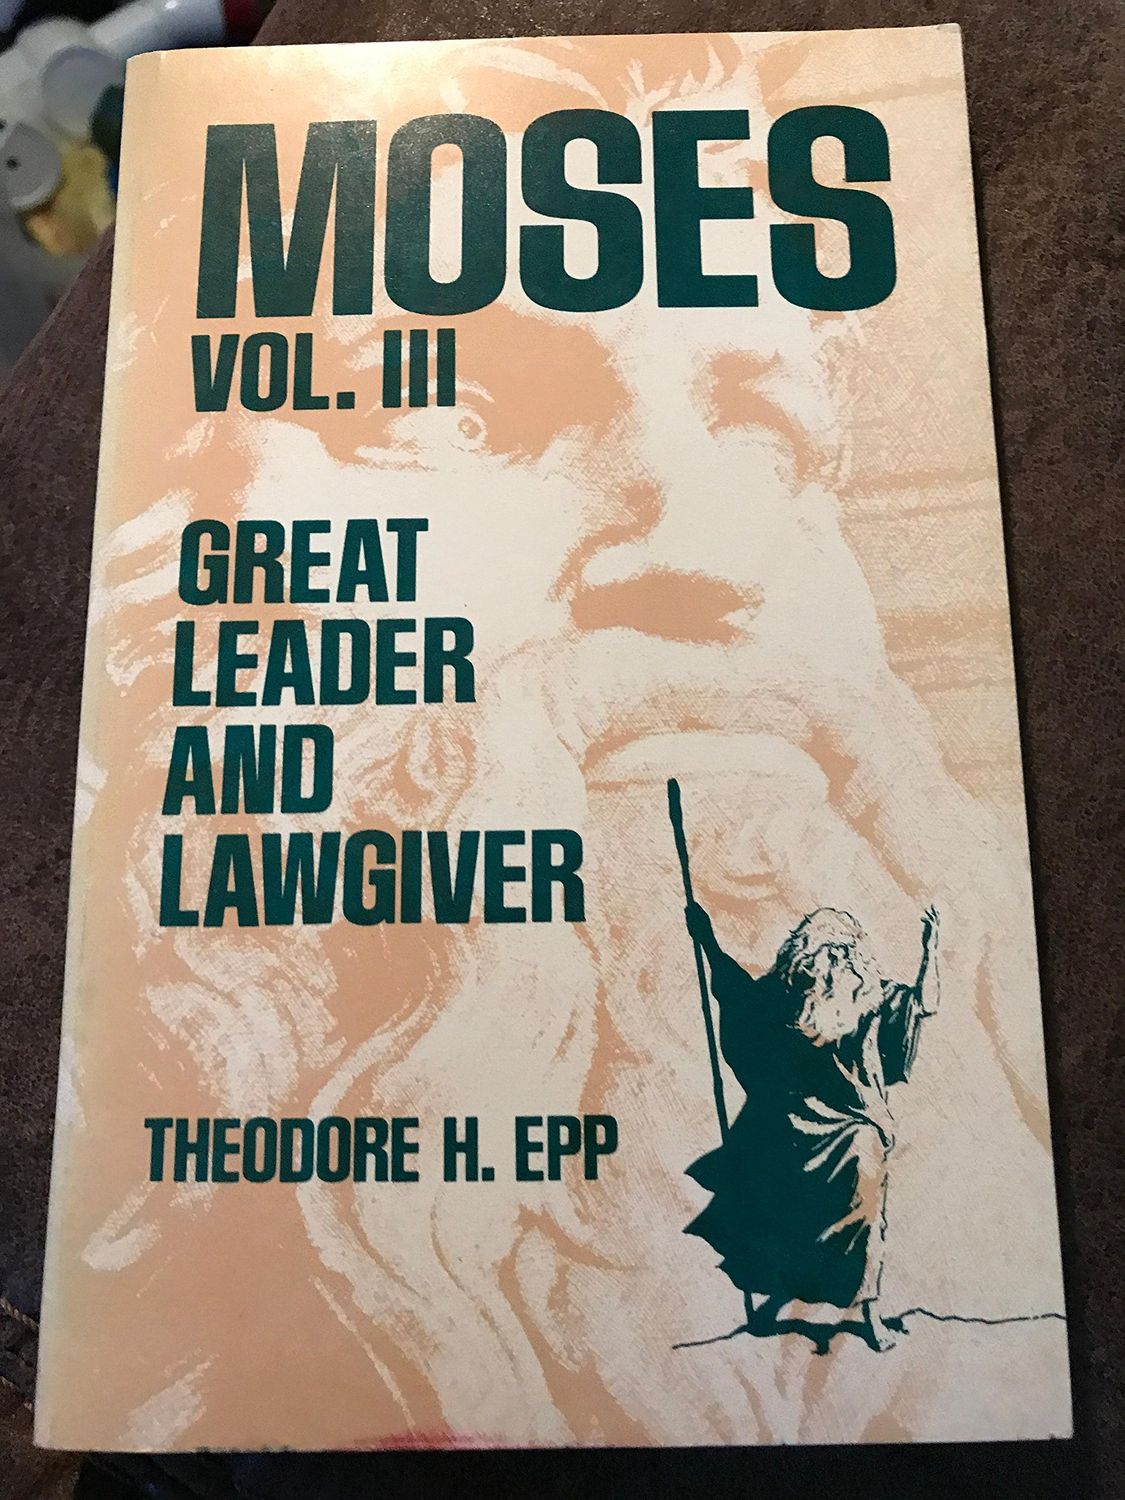 MOSES
VOL. III
GREAT
LEADER
AND
LAWGIVER
THEODORE H. EPP